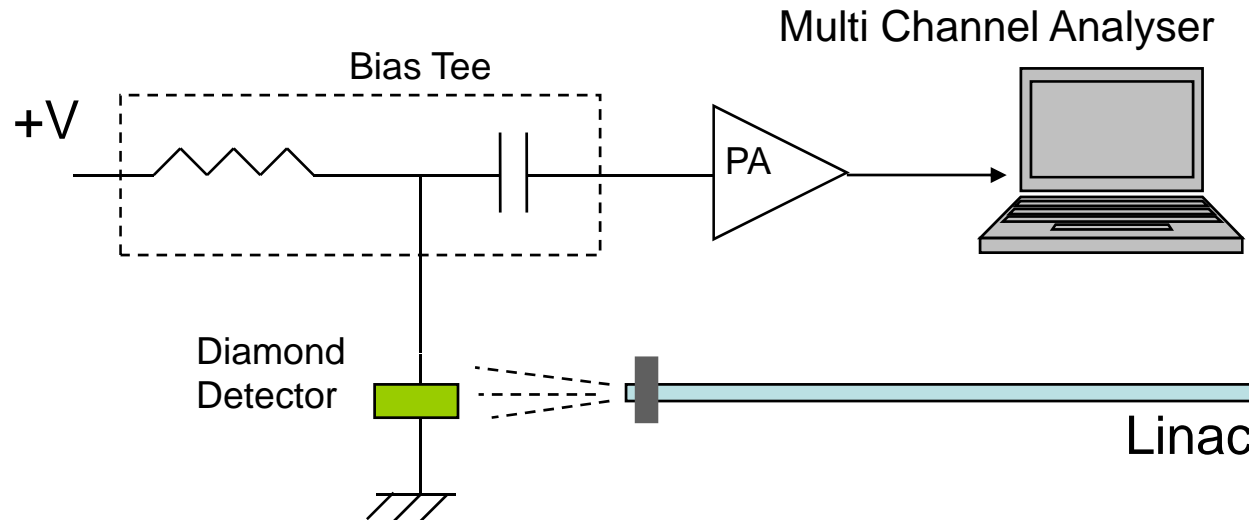 Multi Channel Analyser
Bias Tee
+V
PA
Diamond
Detector
Linac